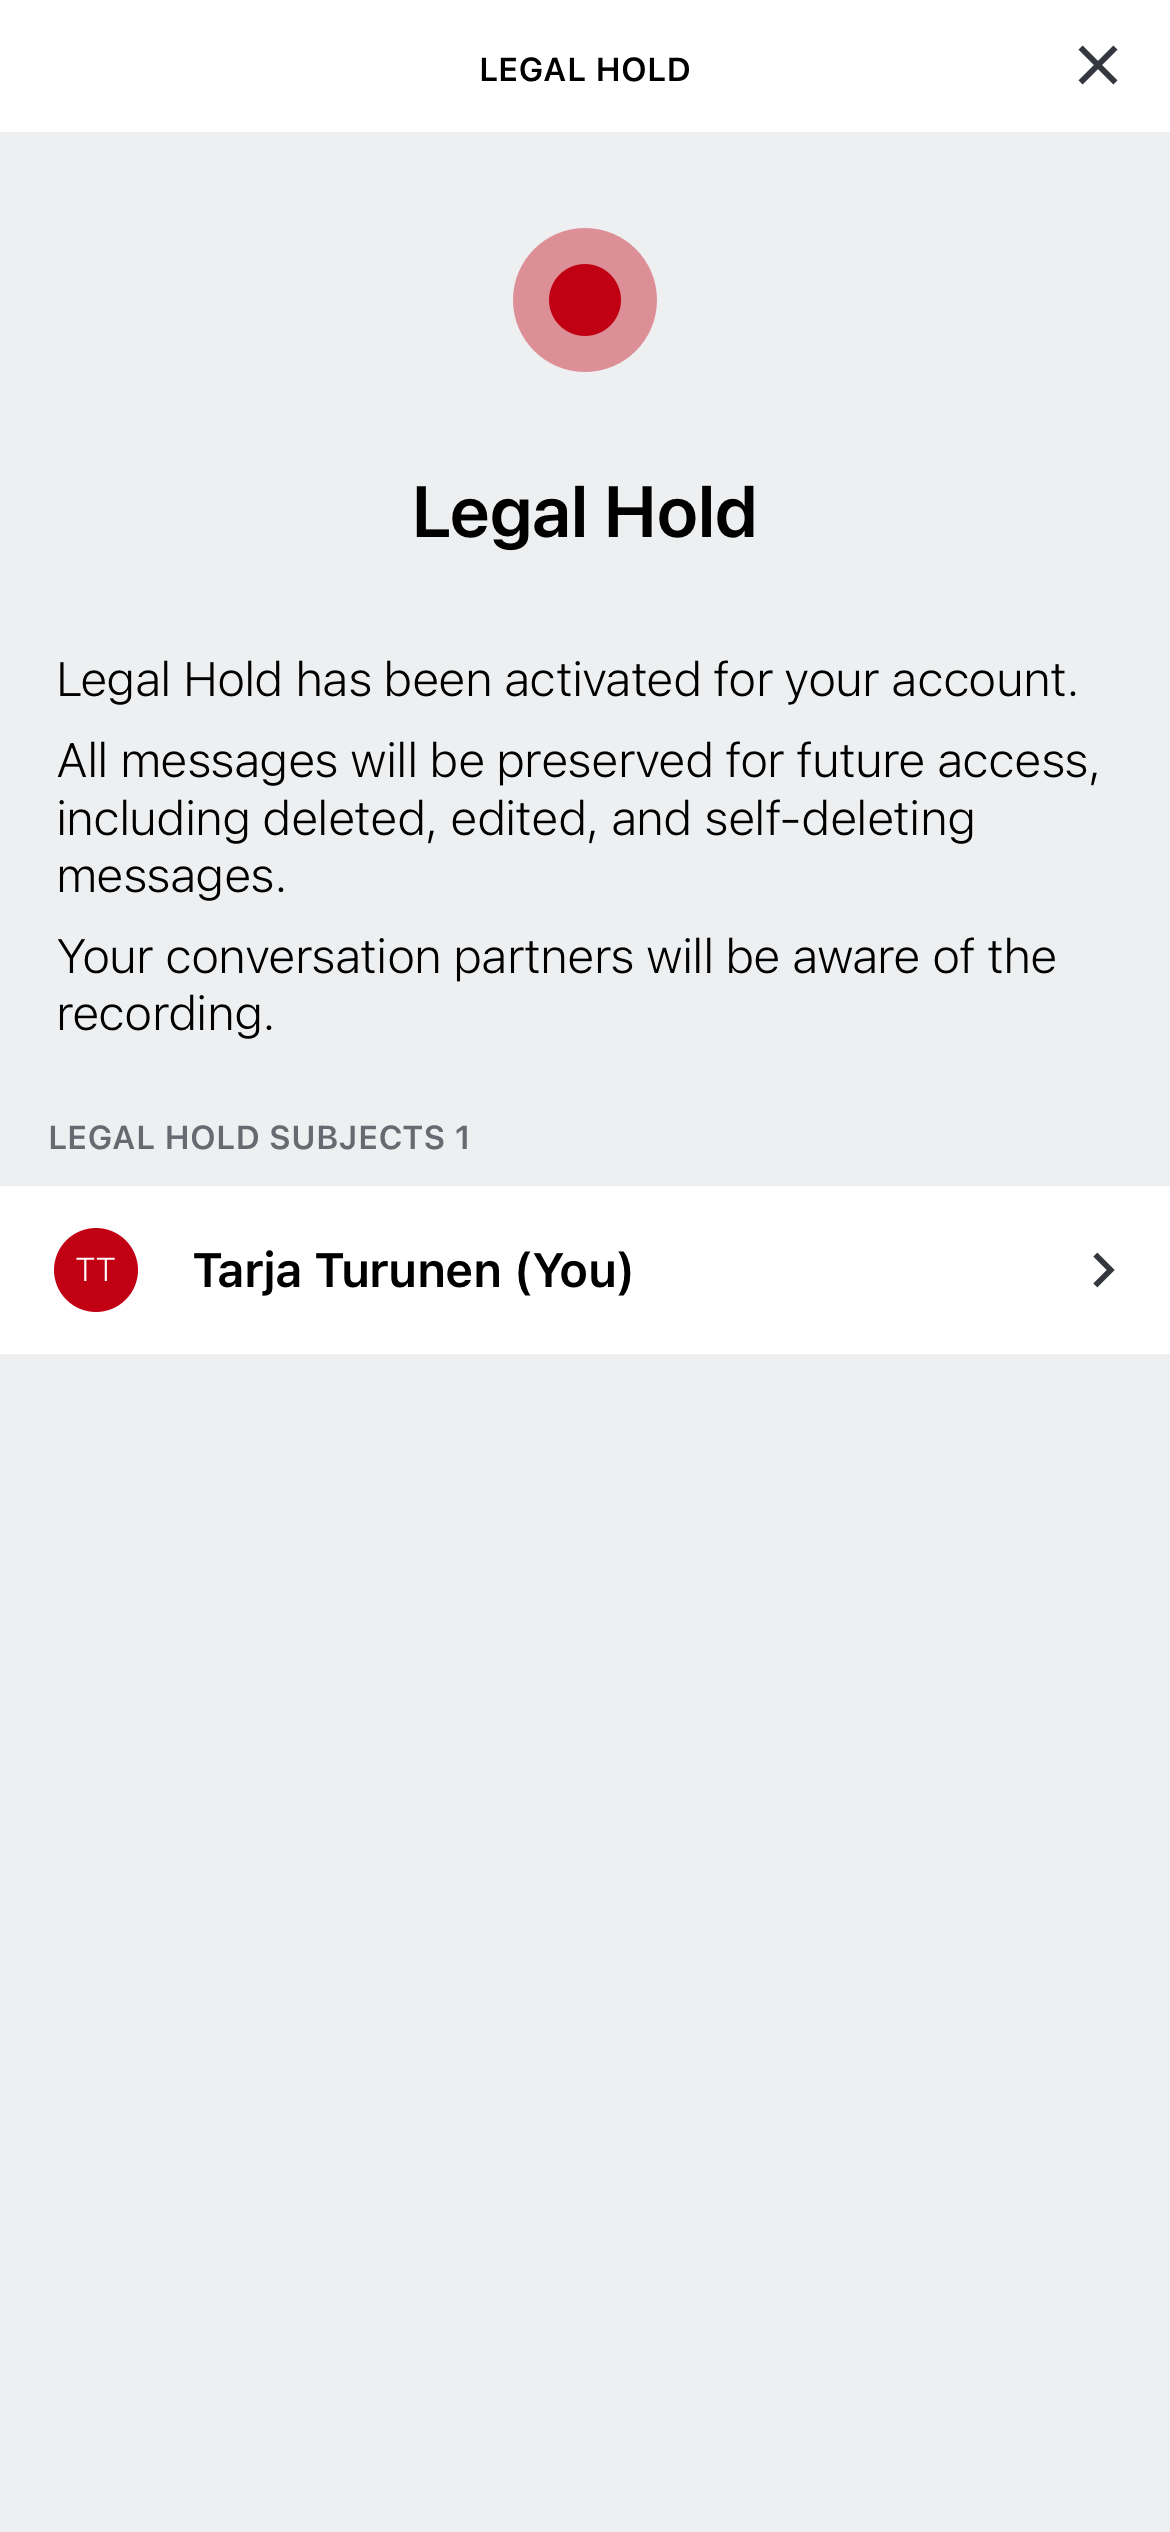 LEGAL HOLD
Legal Hold
Legal Hold has been activated for your account.
All messages will be preserved for future access,
including deleted, edited, and self-deleting
messages.
Your conversation partners will be aware of the
recording.
LEGAL HOLD SUBJECTS 1
TT
Tarja Turunen (You)